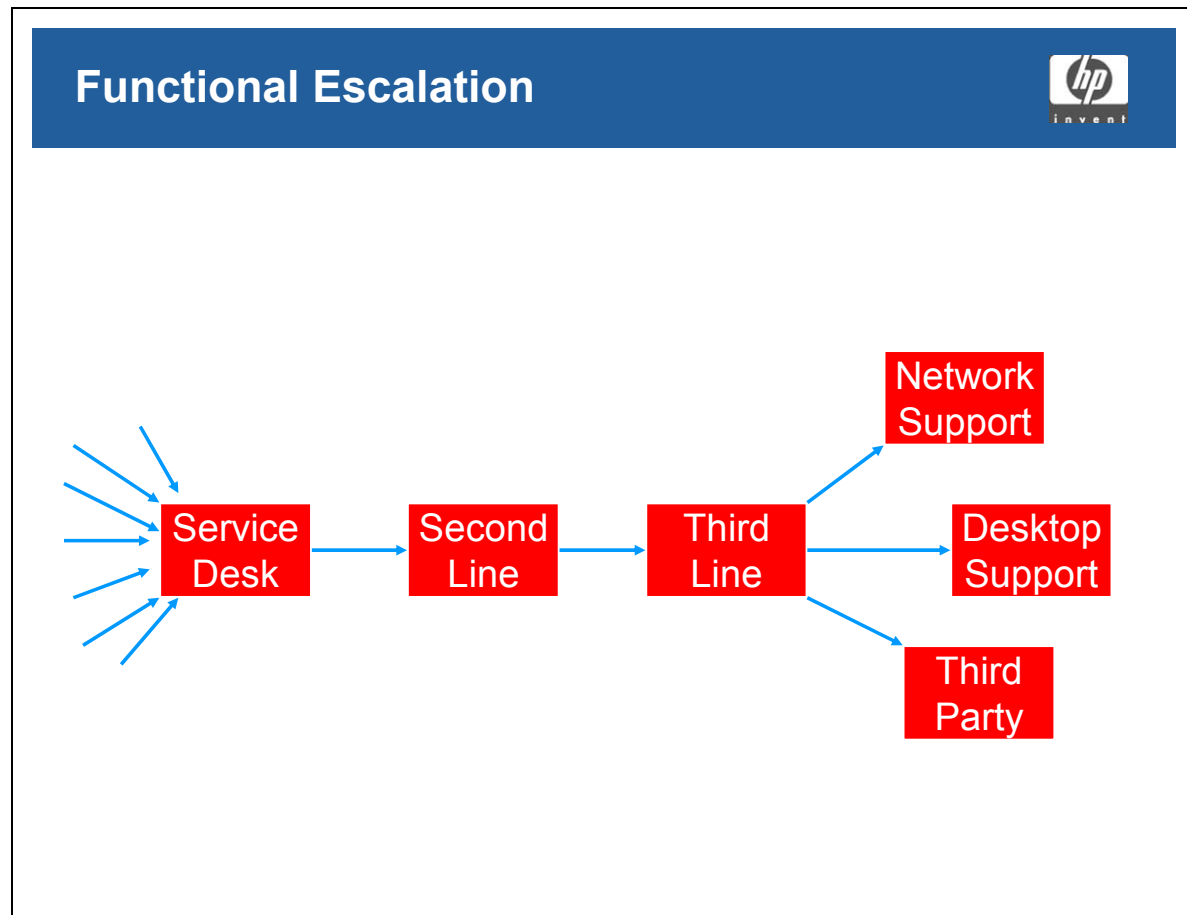 Functional Escalation
hp
invent
Network
Support
Service
Desk
Second
Line
Third
Line
Desktop
Support
Third
Party